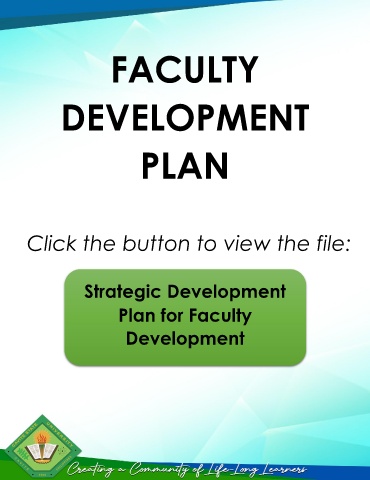 FACULTY
DEVELOPMENT
PLAN
Click the button to view the file:
Strategic Development
Plan for Faculty
Development
Creating a Community of Life-Long Learners